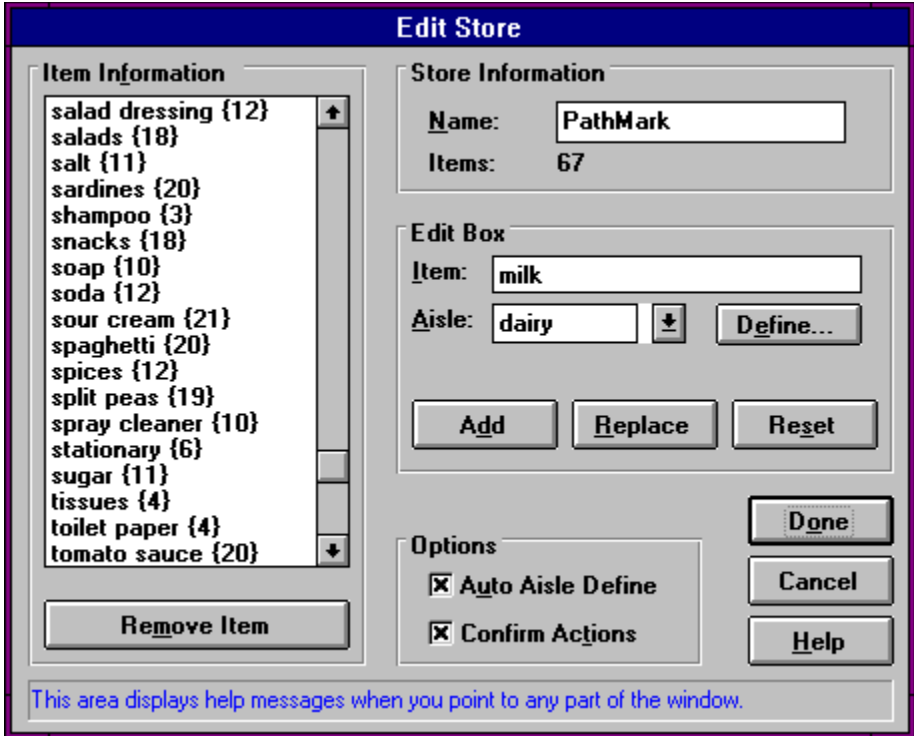 Edit Store
Item Information
salad dressing {12}
salads {18}
salt {11}
sardines {20}
shampoo {3}
snacks {18}
soap {10}
soda {12}
sour cream {21}
spaghetti {20}
spices {12}
split peas {19}
spray cleaner {10}
stationary {6}
sugar {11}
tissues {4}
toilet paper {4}
tomato sauce {20}
Remove Item
Store Information
Name: PathMark
Items: 67
Edit Box
Item: milk
Aisle: dairy Define...
Add Replace Reset
Options
Auto Aisle Define
Confirm Actions
Done
Cancel
Help
This area displays help messages when you point to any part of the window.